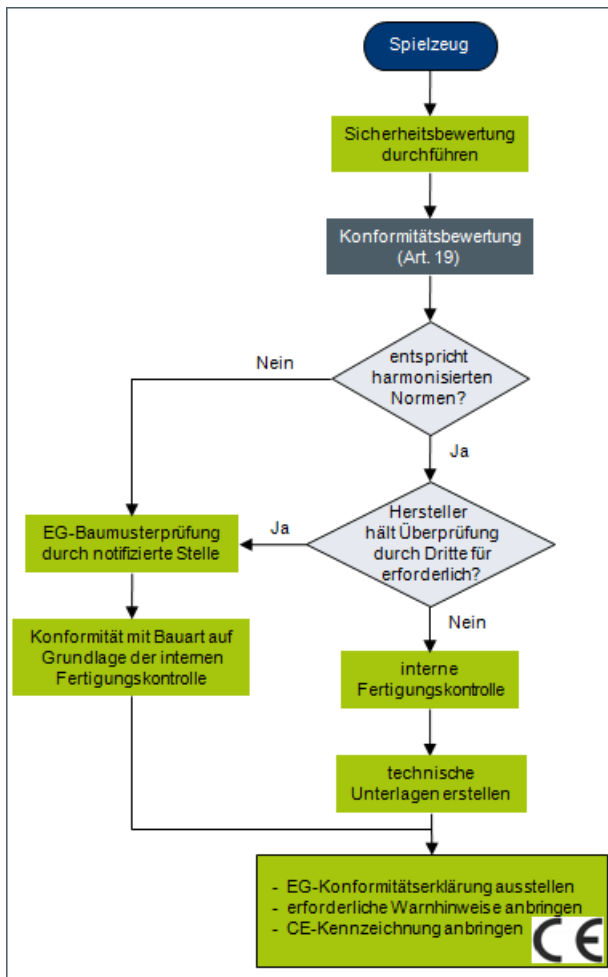 Spielzeug
Sicherheitsbewertung
durchführen
Konformitätsbewertung
(Art. 19)
entspricht
harmonisierten
Normen?
Nein
Ja
Hersteller
hält Überprüfung
durch Dritte für
erforderlich?
Ja
EG-Baumusterprüfung
durch notifizierte Stelle
Nein
Konformität mit Bauart auf
Grundlage der internen
Fertigungskontrolle
interne
Fertigungskontrolle
technische
Unterlagen erstellen
- EG-Konformitätserklärung ausstellen
- erforderliche Warnhinweise anbringen
- CE-Kennzeichnung anbringen
CE